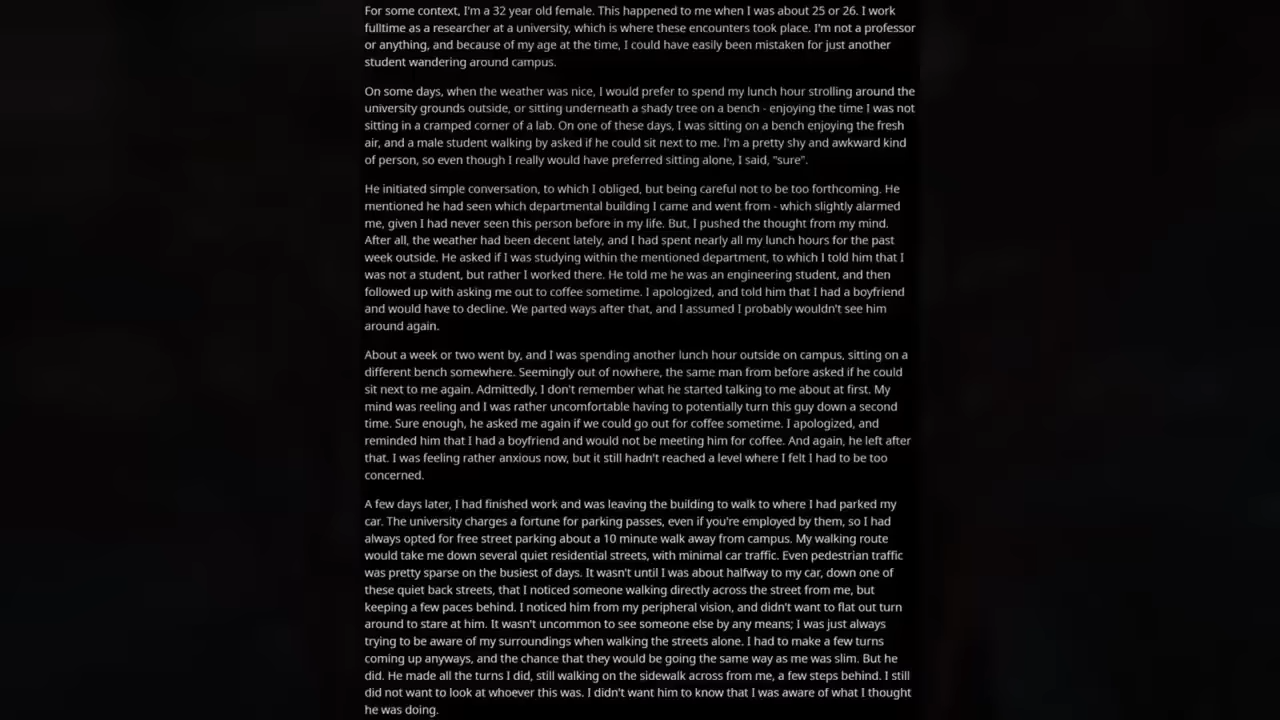 For some context, I'm a 32 year old female. This happened to me when I was about 25 or 26. I work
fulltime as a researcher at a university, which is where these encounters took place. I'm not a professor
or anything, and because of my age at the time, I could have easily been mistaken for just another
student wandering around campus.
On some days, when the weather was nice, I would prefer to spend my lunch hour strolling around the
university grounds outside, or sitting underneath a shady tree on a bench - enjoying the time I was not
sitting in a cramped corner of a lab. On one of these days, I was sitting on a bench enjoying the fresh
air, and a male student walking by asked if he could sit next to me. I'm a pretty shy and awkward kind
of person, so even though I really would have preferred sitting alone, I said, "sure".
He initiated simple conversation, to which I obliged, but being careful not to be too forthcoming. He
mentioned he had seen which departmental building I came and went from - which slightly alarmed
me, given I had never seen this person before in my life. But, I pushed the thought from my mind.
After all, the weather had been decent lately, and I had spent nearly all my lunch hours for the past
week outside. He asked if I was studying within the mentioned department, to which I told him that I
was not a student, but rather I worked there. He told me he was an engineering student, and then
followed up with asking me out to coffee sometime. I apologized, and told him that I had a boyfriend
and would have to decline. We parted ways after that, and I assumed I probably wouldn't see him
around again.
About a week or two went by, and I was spending another lunch hour outside on campus, sitting on a
different bench somewhere. Seemingly out of nowhere, the same man from before asked if he could
sit next to me again. Admittedly, I don't remember what he started talking to me about at first. My
mind was reeling and I was rather uncomfortable having to potentially turn this guy down a second
time. Sure enough, he asked me again if we could go out for coffee sometime. I apologized, and
reminded him that I had a boyfriend and would not be meeting him for coffee. And again, he left after
that. I was feeling rather anxious now, but it still hadn't reached a level where I felt I had to be too
concerned.
A few days later, I had finished work and was leaving the building to walk to where I had parked my
car. The university charges a fortune for parking passes, even if you're employed by them, so I had
always opted for free street parking about a 10 minute walk away from campus. My walking route
would take me down several quiet residential streets, with minimal car traffic. Even pedestrian traffic
was pretty sparse on the busiest of days. It wasn't until I was about halfway to my car, down one of
these quiet back streets, that I noticed someone walking directly across the street from me, but
keeping a few paces behind. I noticed him from my peripheral vision, and didn't want to flat out turn
around to stare at him. It wasn't uncommon to see someone else by any means; I was just always
trying to be aware of my surroundings when walking the streets alone. I had to make a few turns
coming up anyways, and the chance that they would be going the same way as me was slim. But he
did. He made all the turns I did, still walking on the sidewalk across from me, a few steps behind. I still
did not want to look at whoever this was. I didn't want him to know that I was aware of what I thought
he was doing.